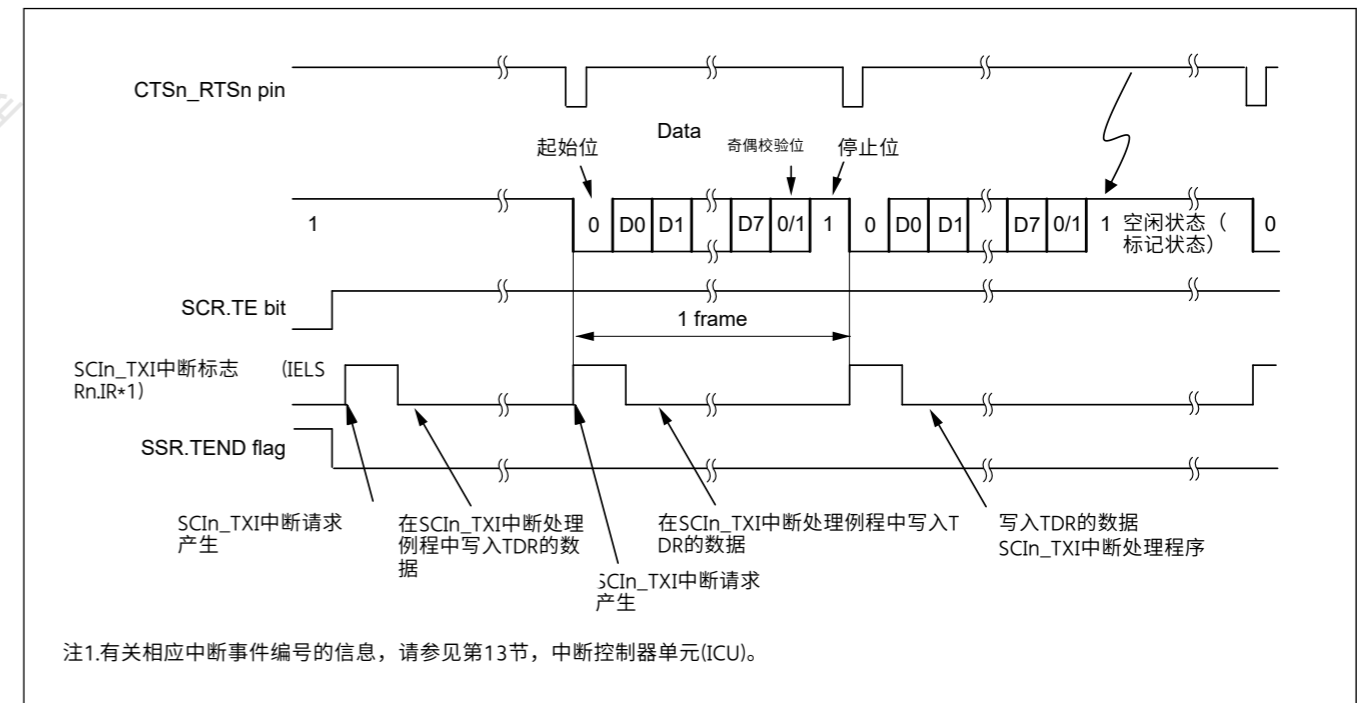 CTSn_RTSn pin
Data
起始位
奇偶校验位
停止位
1
0 D0 D1 D7 0/1 1 0 D0 D1 D7 0/1 1 空闲状态（
标记状态） 0
SCR.TE bit
1 frame
SCIn_TXI中断标志 (IELS
Rn.IR*1)
SSR.TEND flag
SCIn_TXI中断请求
产生
在SCIn_TXI中断处理
例程中写入TDR的数
据
SCIn_TXI中断请求
产生
在SCIn_TXI中断处理例程中写入T
DR的数据
写入TDR的数据
SCIn_TXI中断处理程序
注1.有关相应中断事件编号的信息，请参见第13节，中断控制器单元(ICU)。